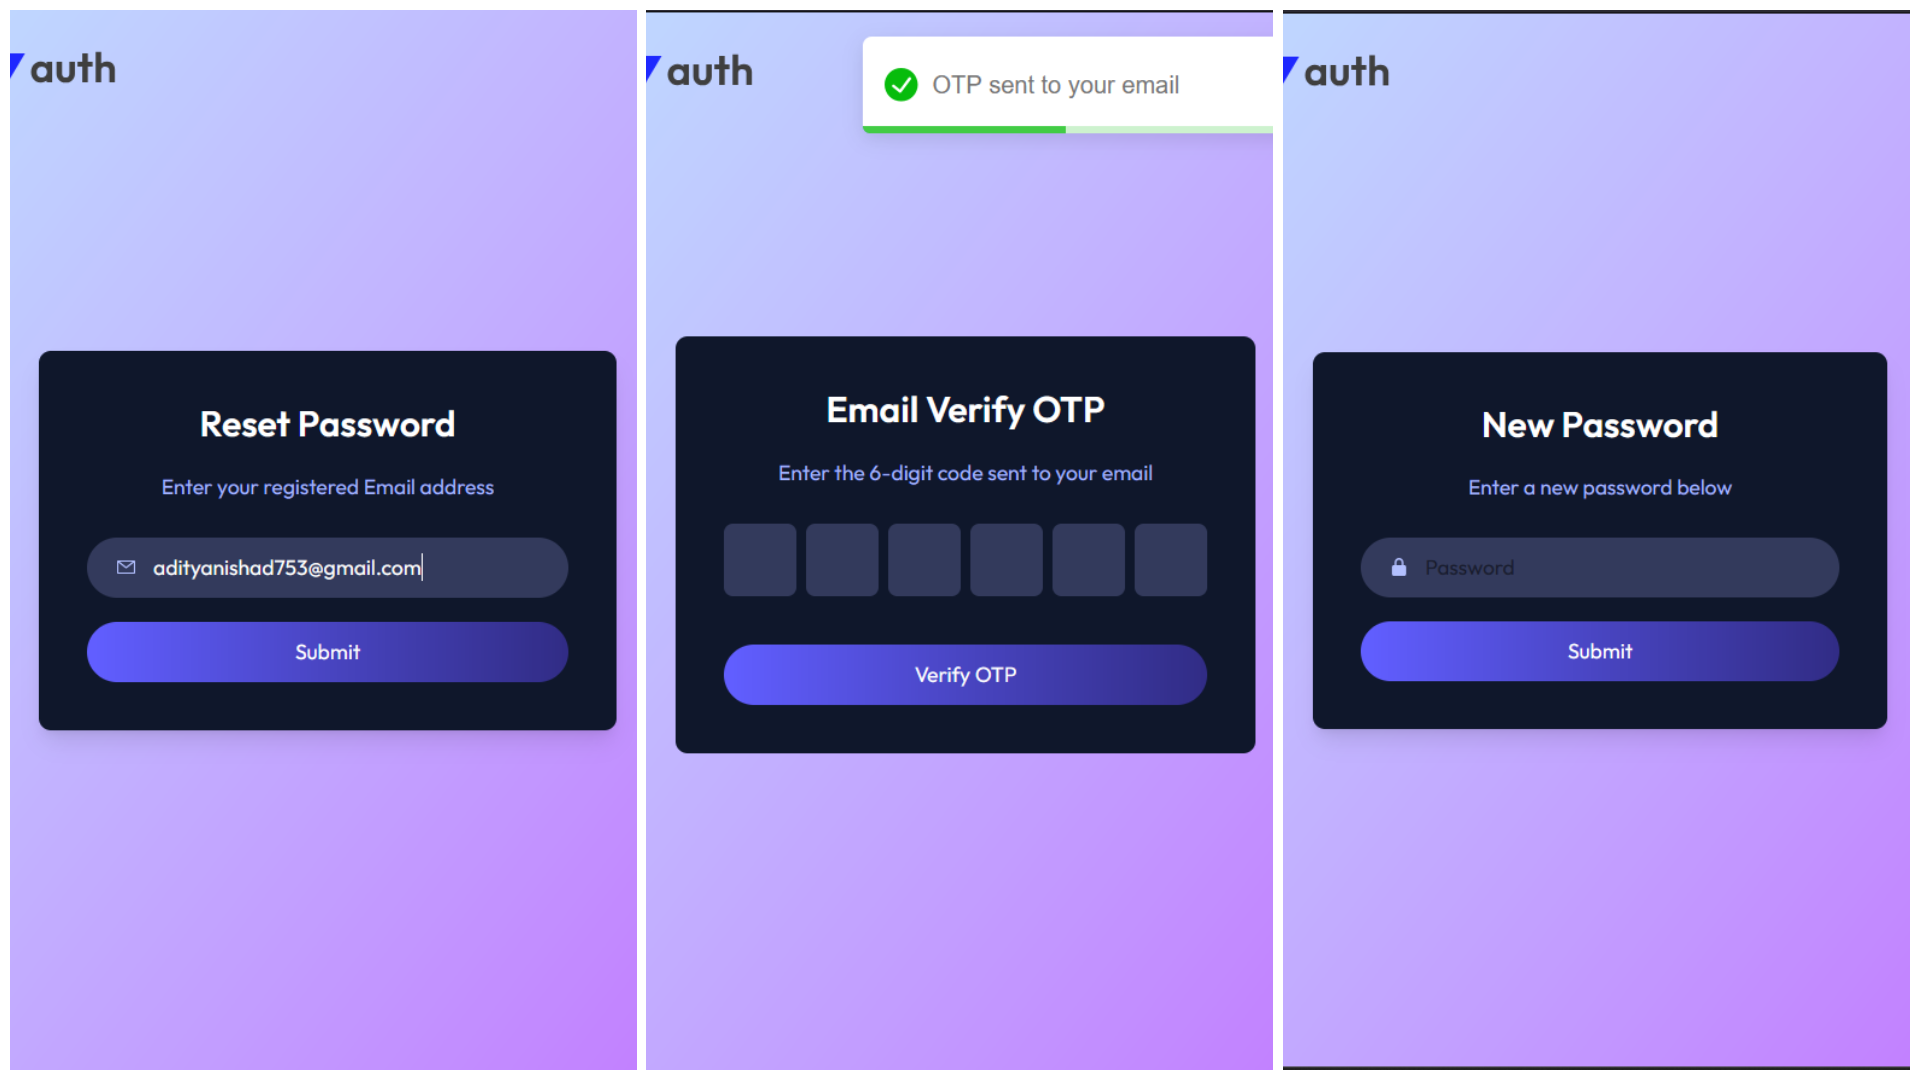 auth
Reset Password
Enter your registered Email address
adityanishad753@gmail.com
Submit
auth
OTP sent to your email
Email Verify OTP
Enter the 6-digit code sent to your email
Verify OTP
auth
New Password
Enter a new password below
Password
Submit